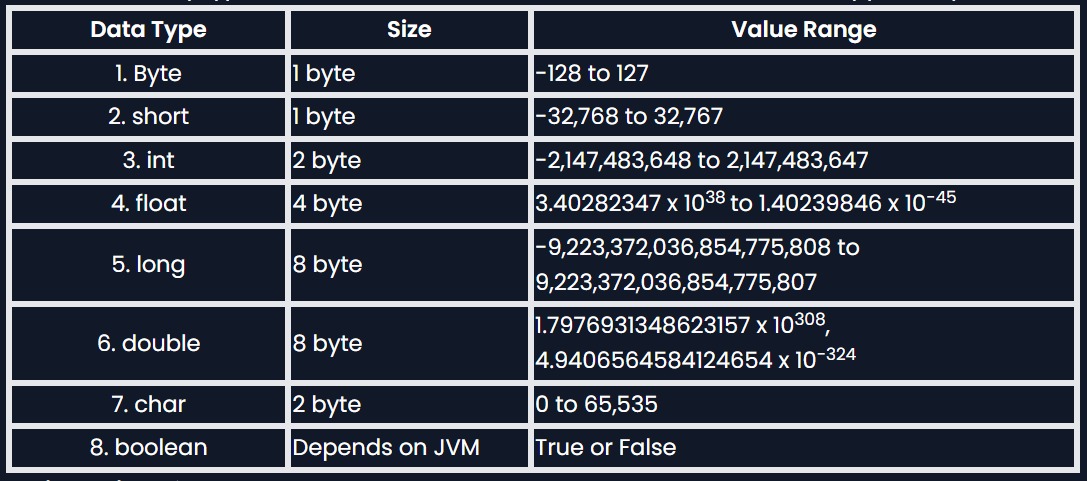 Data Type Size Value Range
1. Byte 1 byte -128 to 127
2. short 1 byte -32,768 to 32,767
3. int 2 byte -2,147,483,648 to 2,147,483,647
4. float 4 byte 3.40282347 x 10³⁸ to 1.40239846 x 10⁻⁴⁵
5. long 8 byte -9,223,372,036,854,775,808 to
9,223,372,036,854,775,807
6. double 8 byte 1.7976931348623157 x 10³⁰⁸,
4.9406564584124654 x 10⁻³²⁴
7. char 2 byte 0 to 65,535
8. boolean Depends on JVM True or False